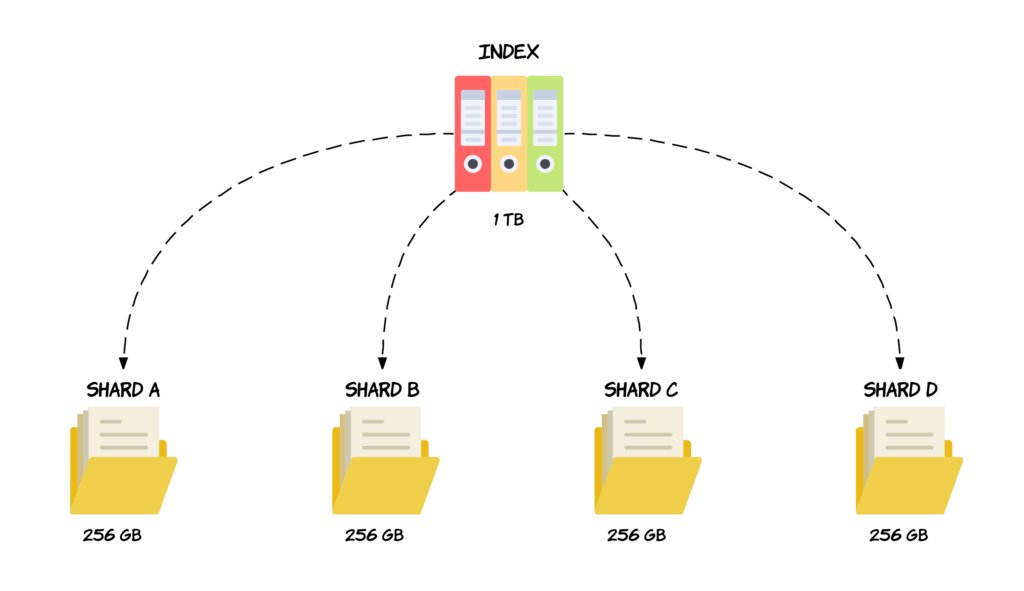 INDEX
1 TB
SHARD A
SHARD B
SHARD C
SHARD D
256 GB
256 GB
256 GB
256 GB